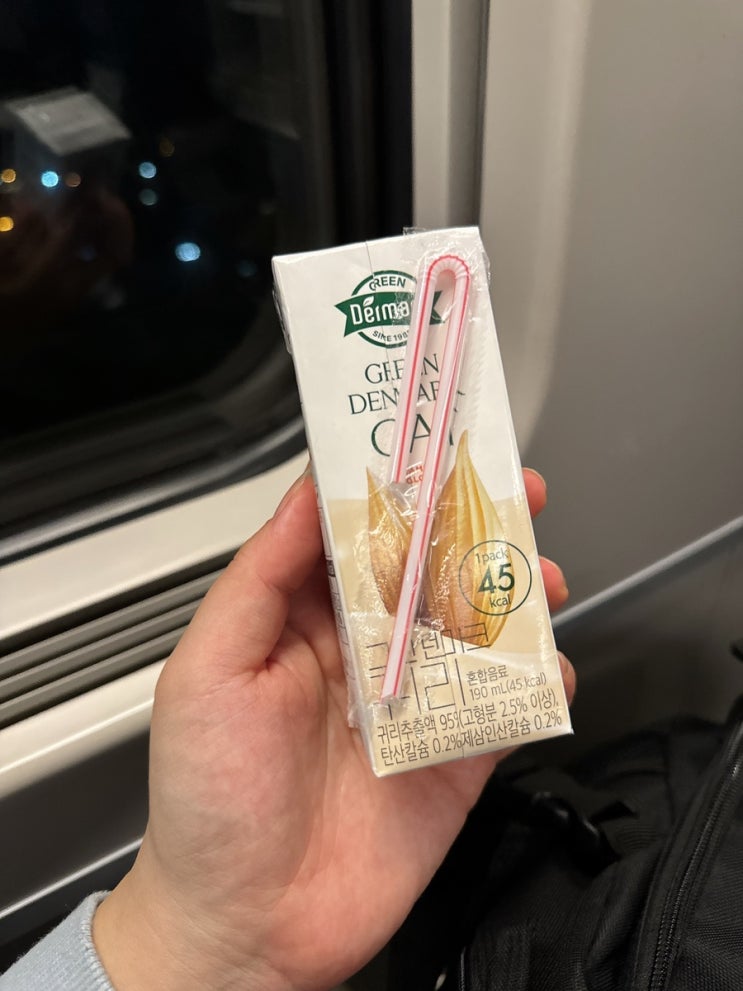 GREEN
Denmark
SINCE 1985
GREEN
DENMARK
OAT
1pack
45
kcal
혼합음료
190 mL(45 kcal)
귀리추출액 95%(고형분 2.5% 이상),
탄산칼슘 0.2%제삼인산칼슘 0.2%